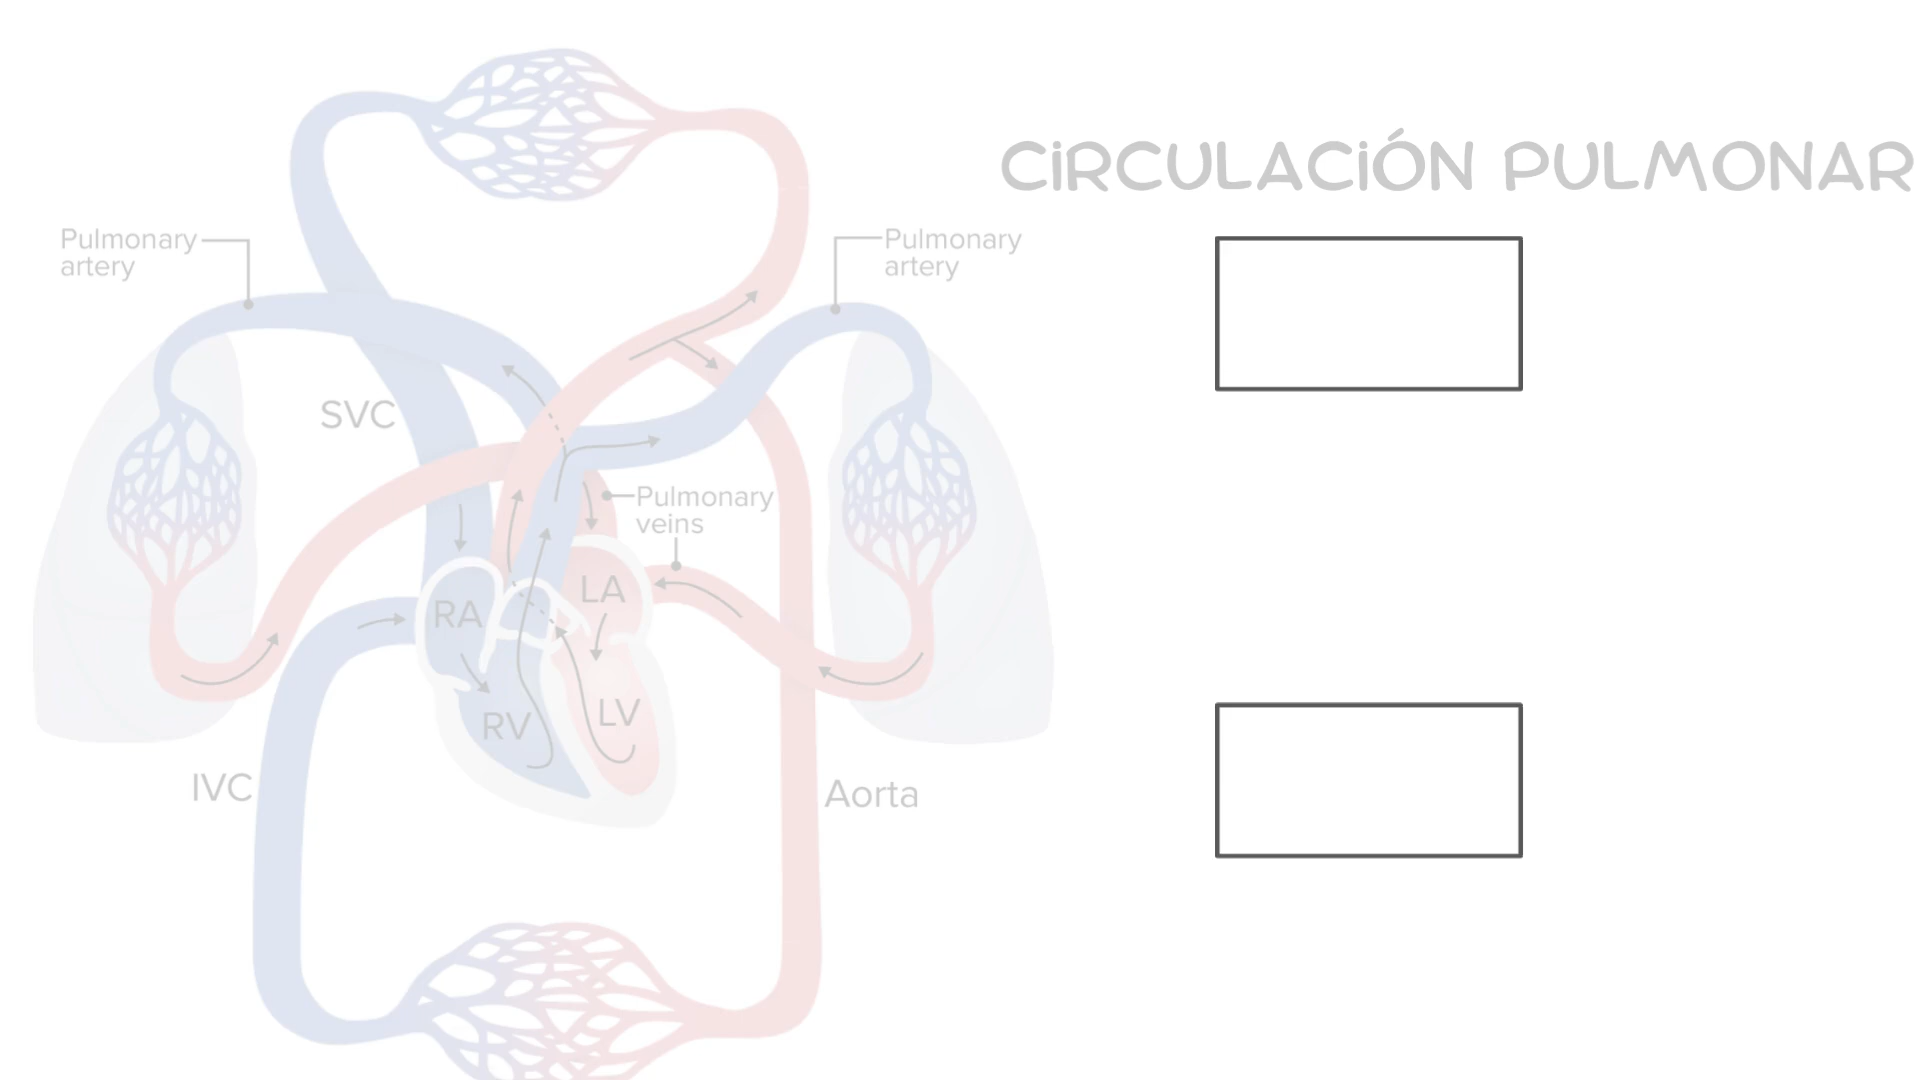 CIRCULACIÓN PULMONAR
Pulmonary
artery
Pulmonary
artery
SVC
Pulmonary
veins
LA
RA
LV
RV
IVC
Aorta